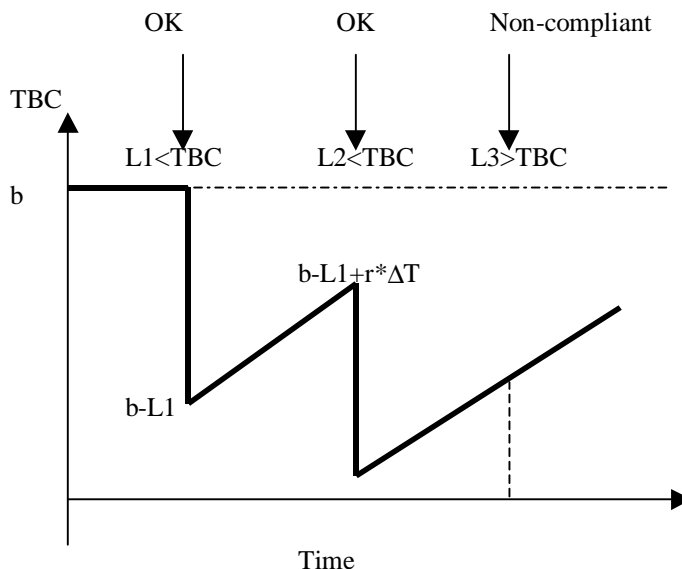 OK OK Non-compliant
TBC
L1<TBC L2<TBC L3>TBC
b
b-L1+r*ΔT
b-L1
Time